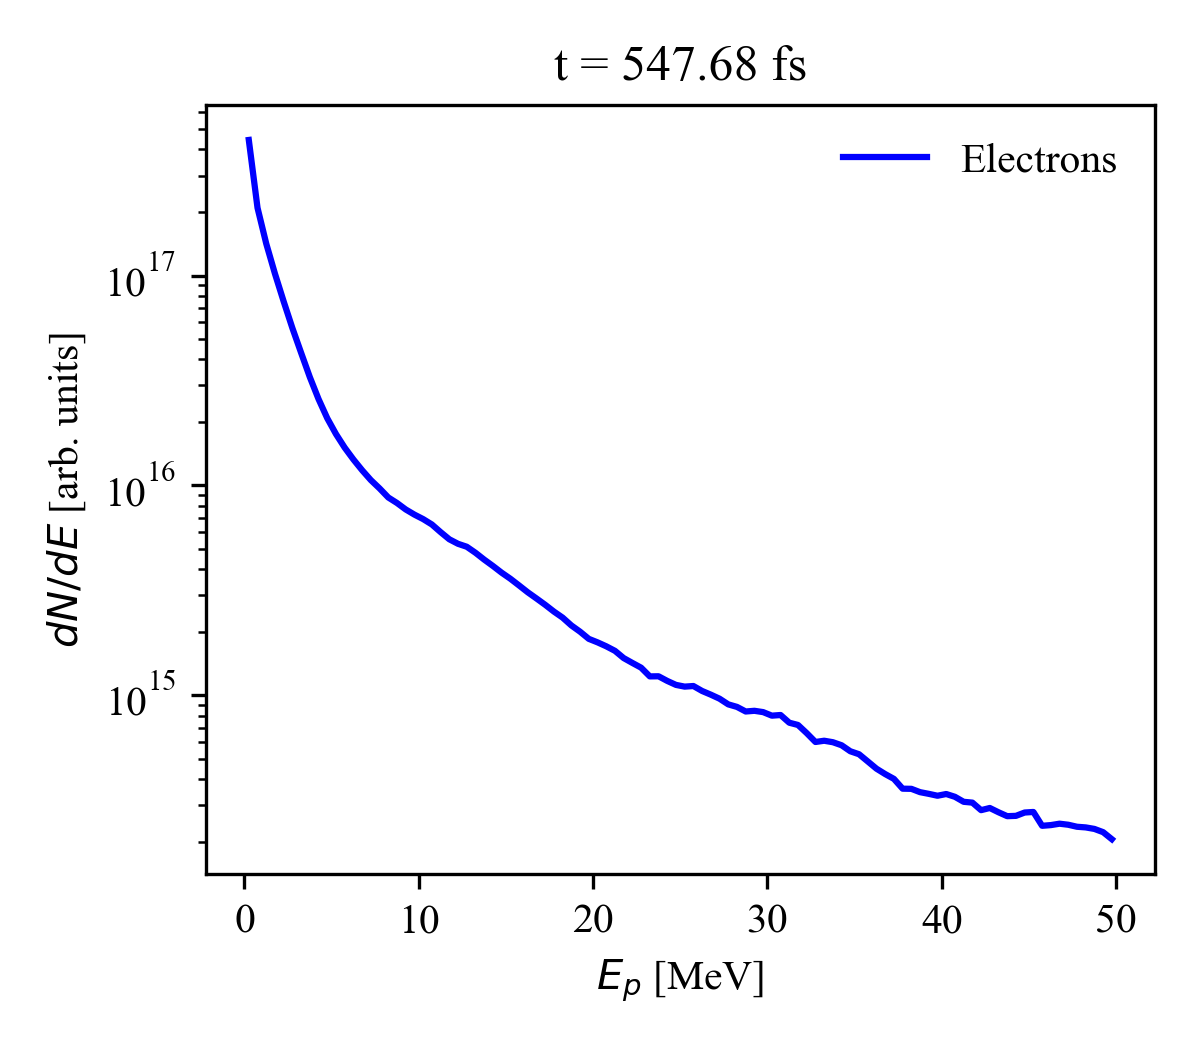 t = 547.68 fs
Electrons
dN/dE [arb. units]
10^17
10^16
10^15
0 10 20 30 40 50
E_p [MeV]